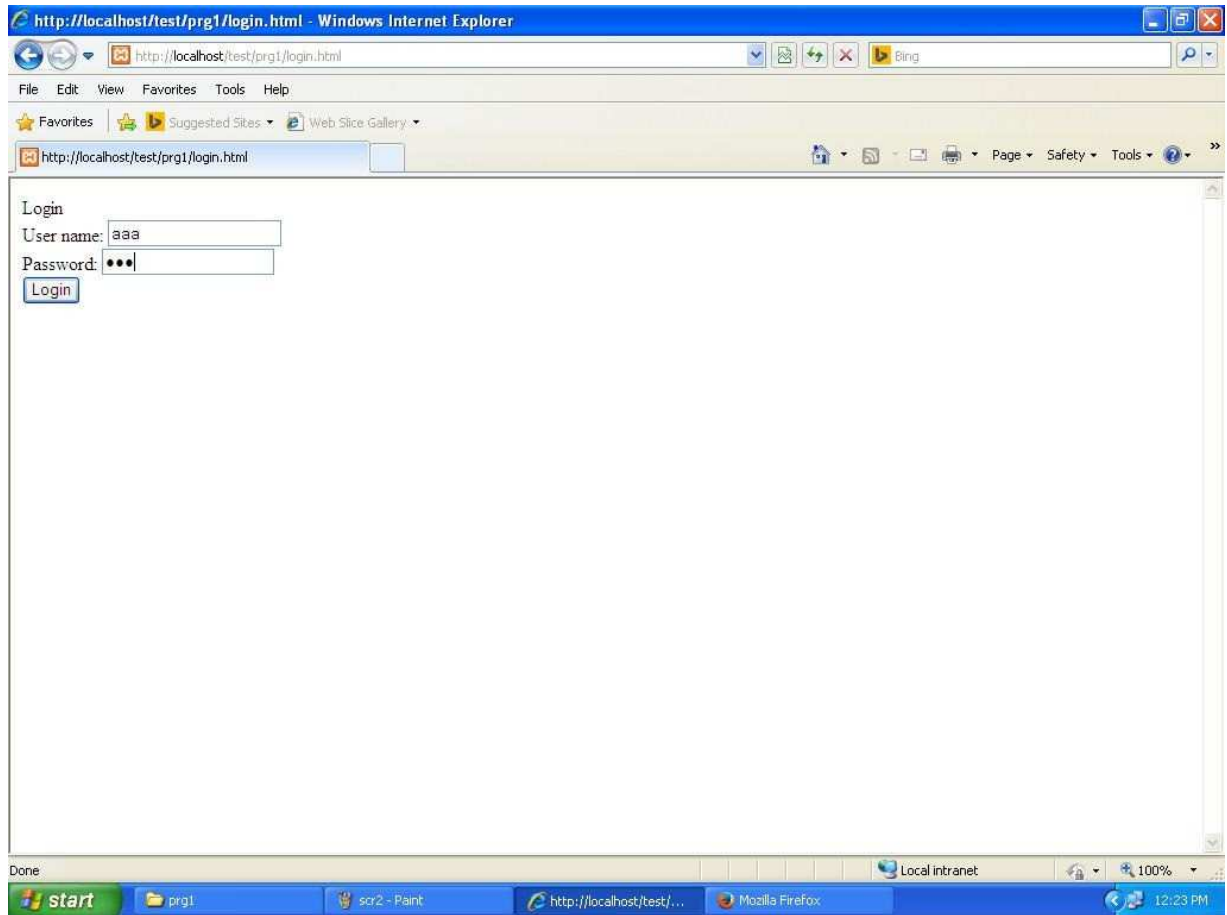 http://localhost/test/prg1/login.html - Windows Internet Explorer
http://localhost/test/prg1/login.html
Bing
File Edit View Favorites Tools Help
Favorites Suggested Sites Web Slice Gallery
http://localhost/test/prg1/login.html
Page Safety Tools
Login
User name: aaa
Password: •••
Login
Done Local intranet 100%
start prg1 scr2 - Paint http://localhost/test/... Mozilla Firefox 12:23 PM